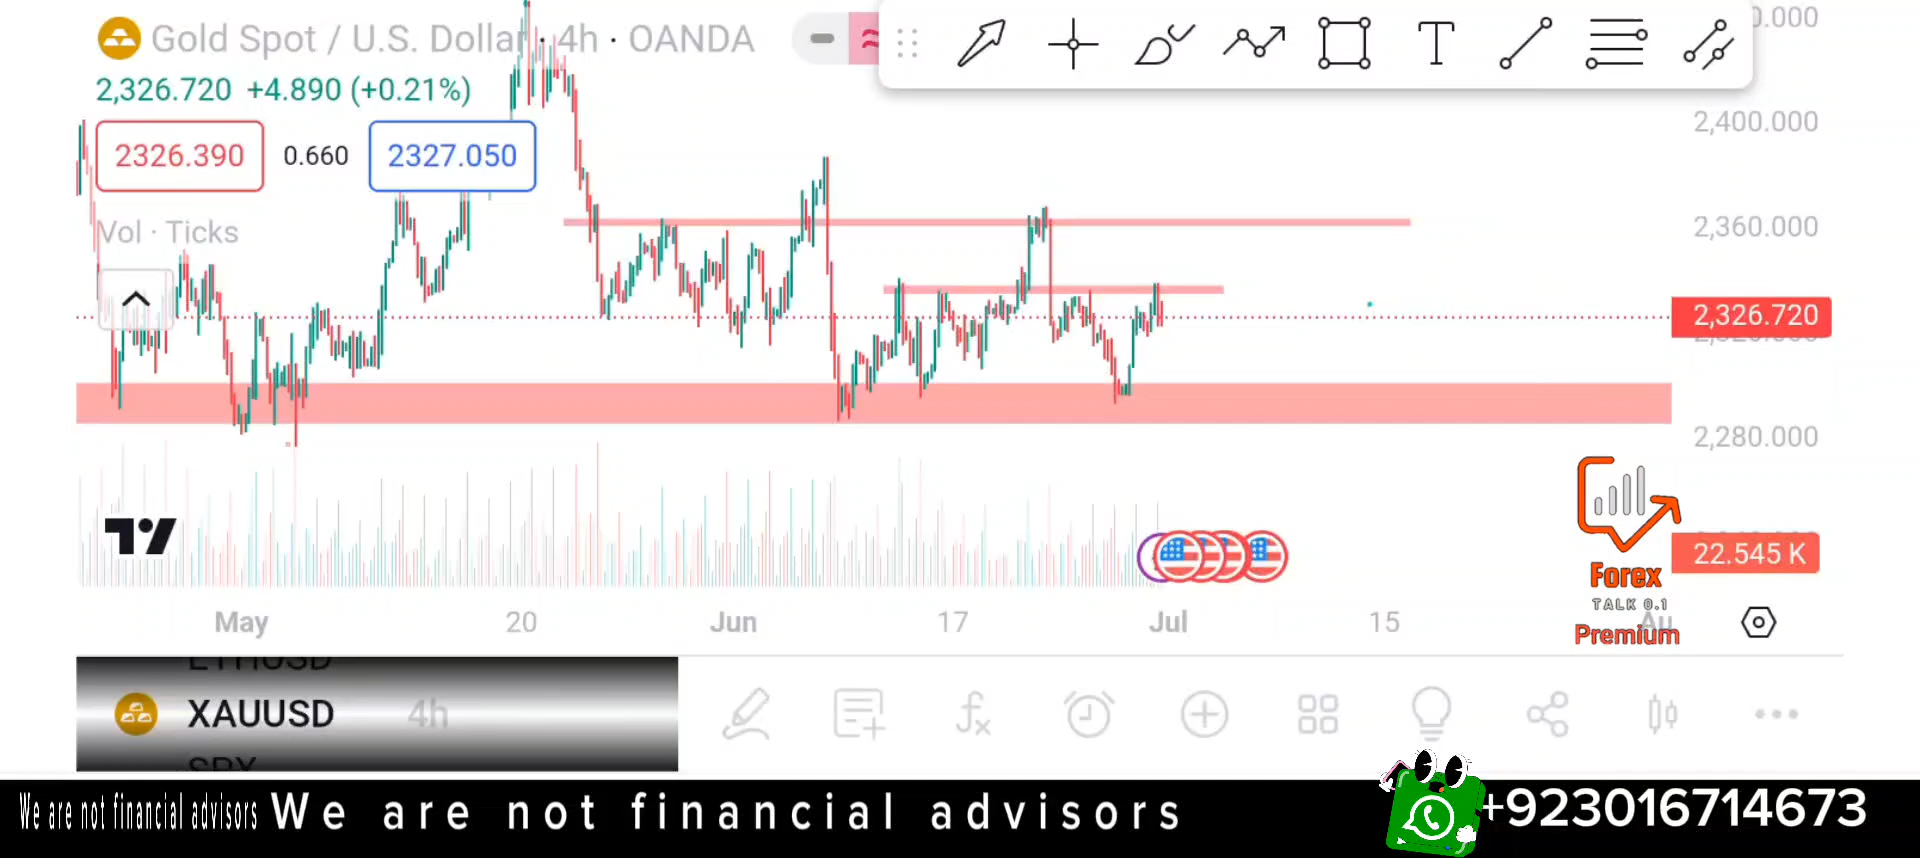 Gold Spot / U.S. Dollar · 4h · OANDA
2,326.720 +4.890 (+0.21%)
2326.390 0.660 2327.050
Vol · Ticks
2,400.000
2,360.000
2,326.720
2,280.000
22.545 K
Forex
TALK 0.1
Premium
May 20 Jun 17 Jul 15 Au
ETHUSD
XAUUSD 4h
SPX
We are not financial advisors We are not financial advisors +923016714673